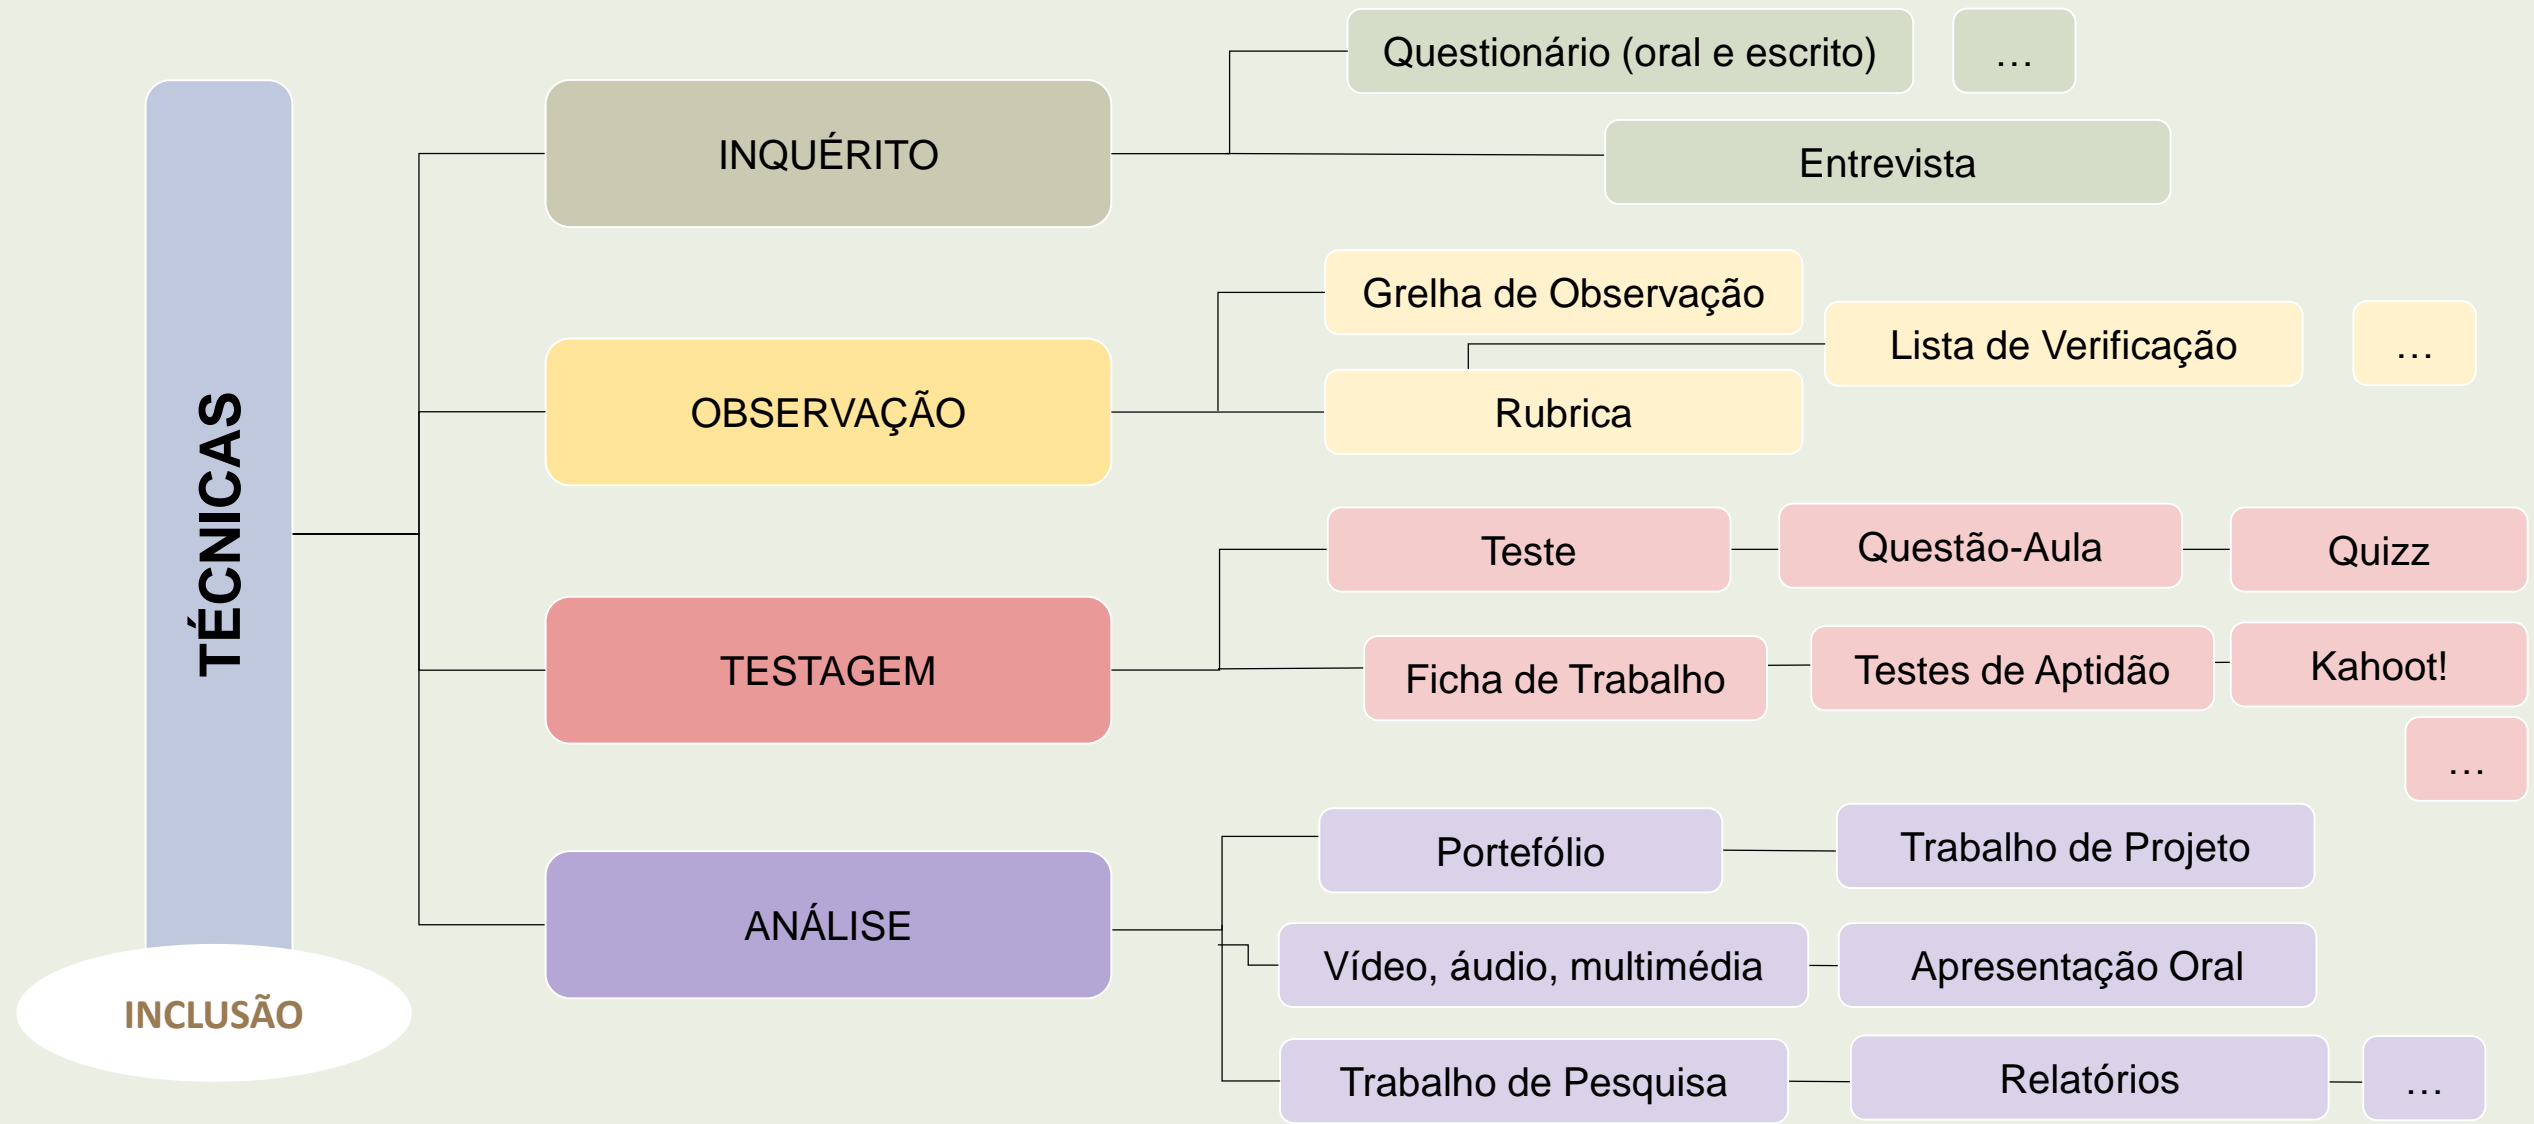 TÉCNICAS
INCLUSÃO
INQUÉRITO
Questionário (oral e escrito)
…
Entrevista
OBSERVAÇÃO
Grelha de Observação
Lista de Verificação
…
Rubrica
TESTAGEM
Teste
Questão-Aula
Quizz
Ficha de Trabalho
Testes de Aptidão
Kahoot!
…
ANÁLISE
Portefólio
Trabalho de Projeto
Vídeo, áudio, multimédia
Apresentação Oral
Trabalho de Pesquisa
Relatórios
…